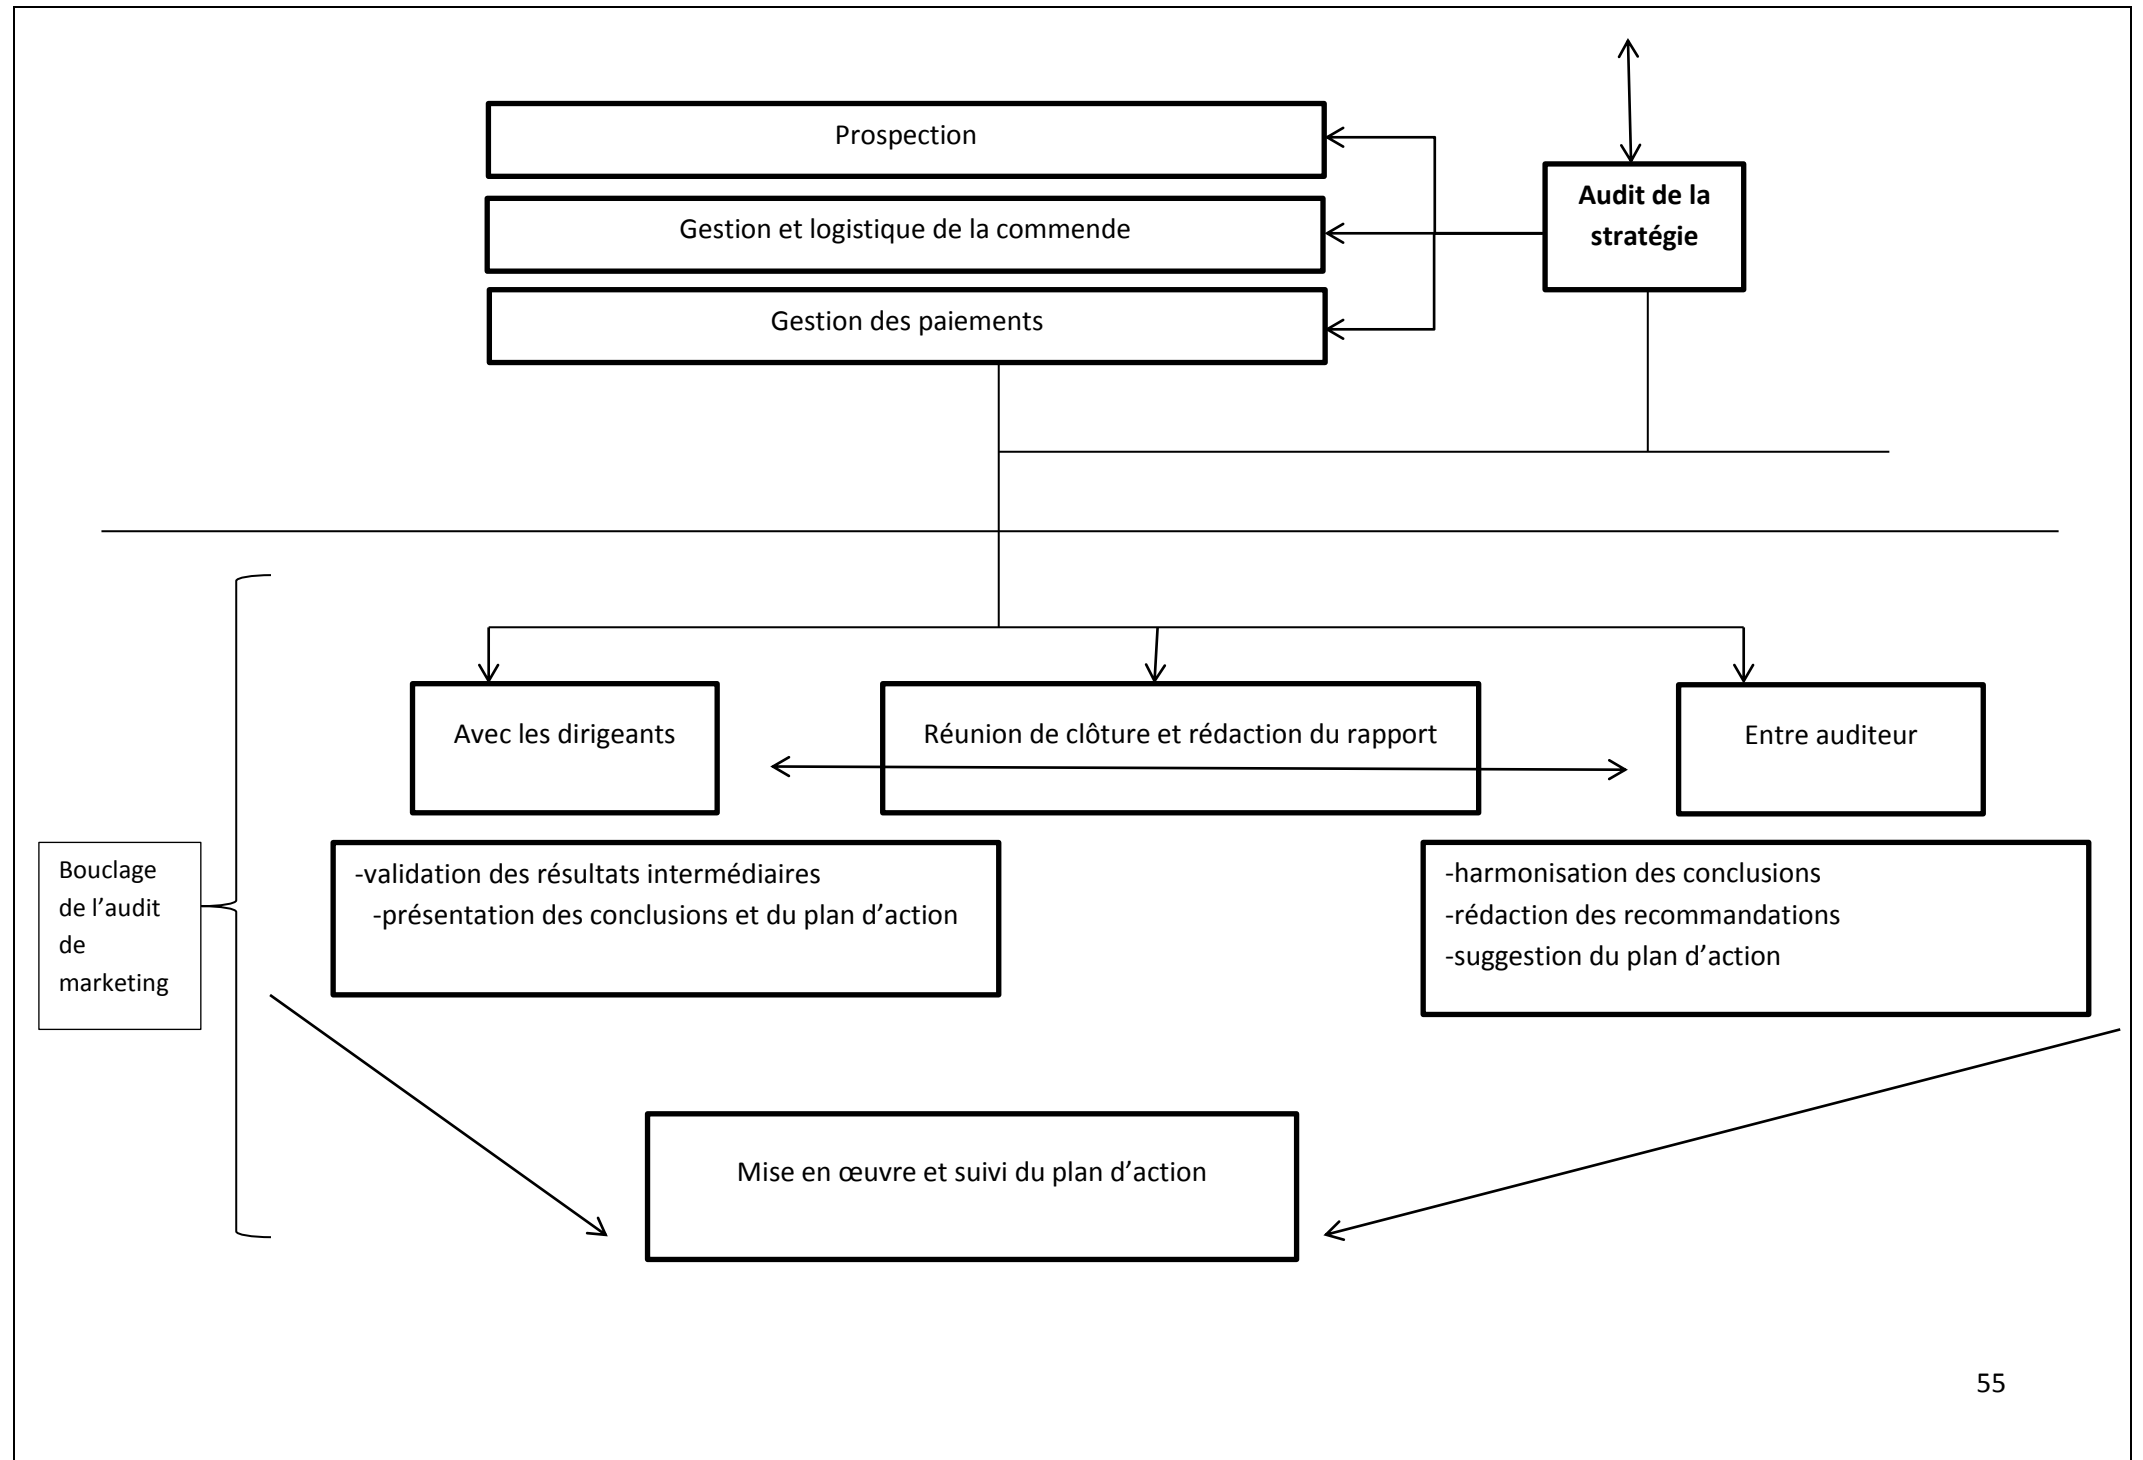 Prospection
Audit de la
stratégie
Gestion et logistique de la commende
Gestion des paiements
Avec les dirigeants
Réunion de clôture et rédaction du rapport
Entre auditeur
Bouclage
de l’audit
de
marketing
-validation des résultats intermédiaires
-présentation des conclusions et du plan d’action
-harmonisation des conclusions
-rédaction des recommandations
-suggestion du plan d’action
Mise en œuvre et suivi du plan d’action
55